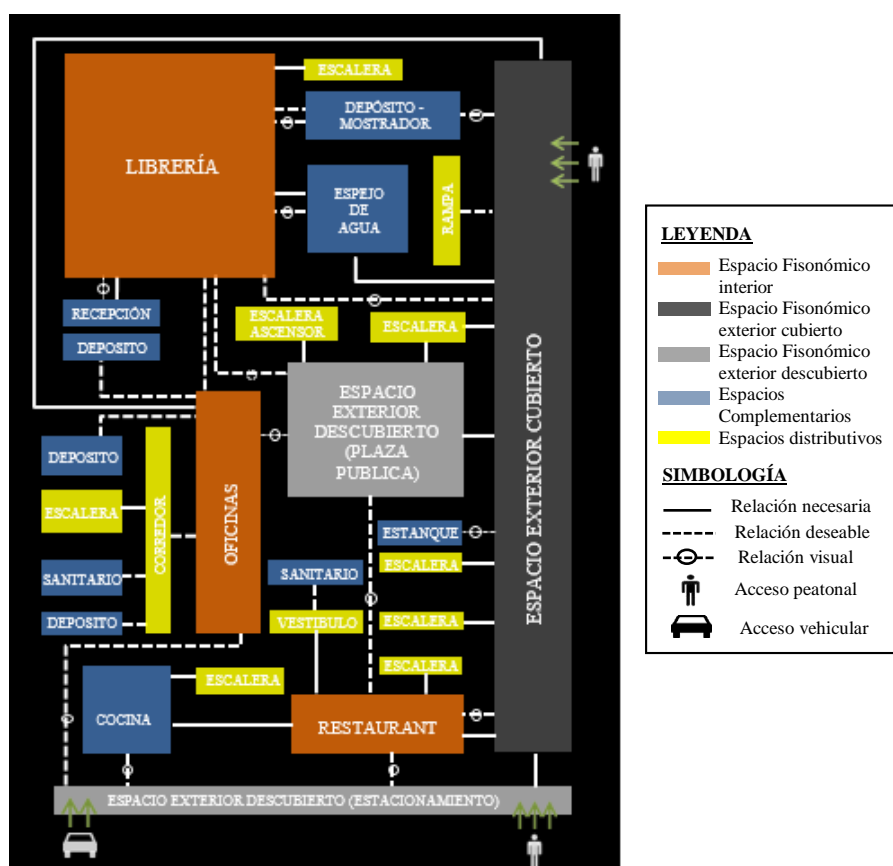 ESCALERA
DEPÓSITO -
MOSTRADOR
LIBRERÍA
ESPEJO
DE
AGUA
RAMPA
RECEPCIÓN
DEPOSITO
ESCALERA
ASCENSOR
ESCALERA
ESPACIO
EXTERIOR
DESCUBIERTO
(PLAZA
PUBLICA)
ESPACIO EXTERIOR CUBIERTO
DEPOSITO
ESCALERA
CORREDOR
OFICINAS
SANITARIO
DEPOSITO
ESTANQUE
ESCALERA
SANITARIO
VESTIBULO
ESCALERA
ESCALERA
ESCALERA
COCINA
RESTAURANT
ESPACIO EXTERIOR DESCUBIERTO (ESTACIONAMIENTO)
LEYENDA
Espacio Fisonómico
interior
Espacio Fisonómico
exterior cubierto
Espacio Fisonómico
exterior descubierto
Espacios
Complementarios
Espacios distributivos
SIMBOLOGÍA
Relación necesaria
Relación deseable
Relación visual
Acceso peatonal
Acceso vehicular